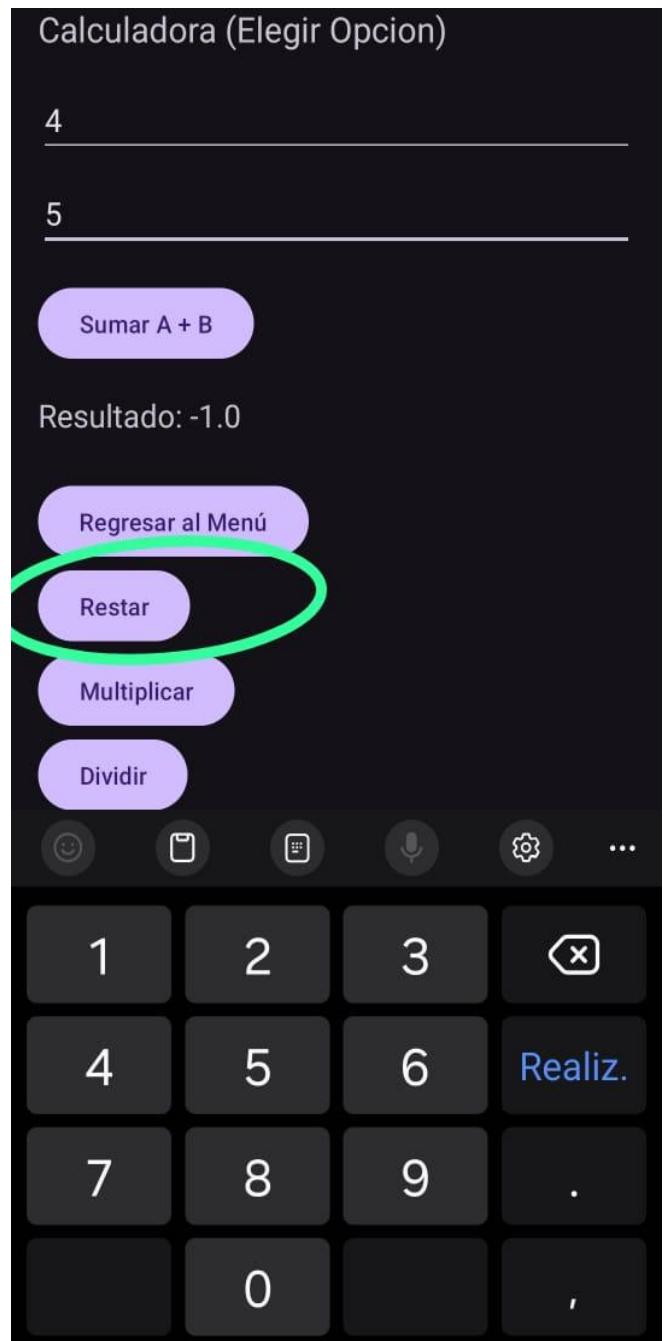 Calculadora (Elegir Opcion)
4
5
Sumar A + B
Resultado: -1.0
Regresar al Menú
Restar
Multiplicar
Dividir
1 2 3
4 5 6 Realiz.
7 8 9 .
0 ,